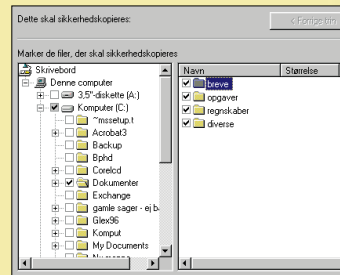 Dette skal sikkerhedskopieres:
< Forrige trin
Marker de filer, der skal sikkerhedskopieres
Skrivebord
Denne computer
3,5"-diskette (A:)
Komputer (C:)
~mssetup.t
Acrobat3
Backup
Bphd
Corelcd
Dokumenter
Exchange
gamle sager - ej b
Glex96
Komput
My Documents
Navn Størrelse
breve
opgaver
regnskaber
diverse